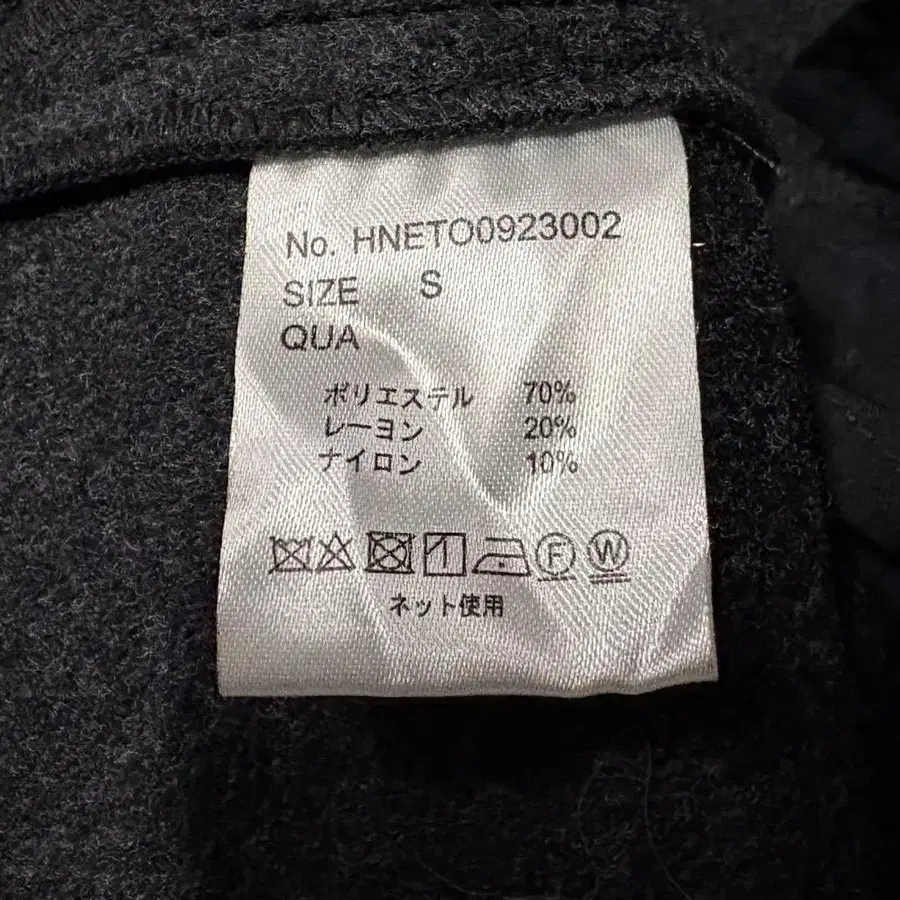 No. HNETO0923002
SIZE S
QUA
ポリエステル 70%
レーヨン 20%
ナイロン 10%
F W
ネット使用